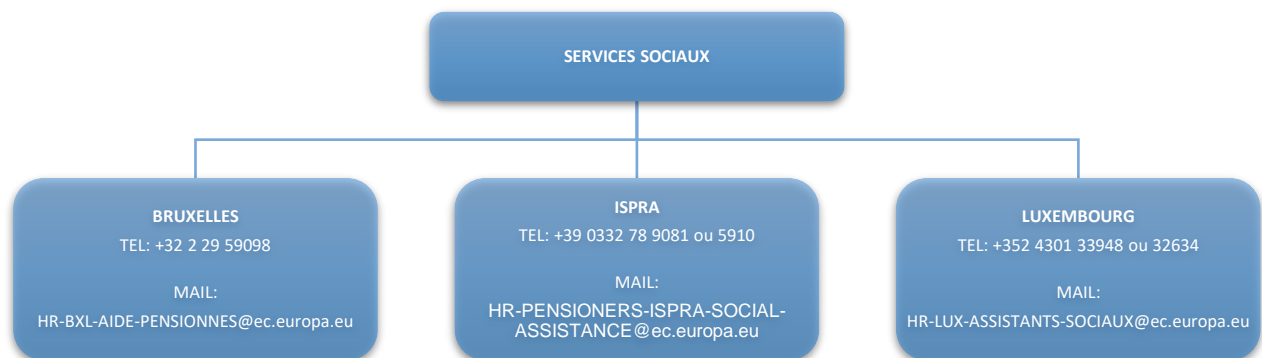 SERVICES SOCIAUX
BRUXELLES
TEL: +32 2 29 59098
MAIL:
HR-BXL-AIDE-PENSIONNES@ec.europa.eu
ISPRA
TEL: +39 0332 78 9081 ou 5910
MAIL:
HR-PENSIONERS-ISPRA-SOCIAL-
ASSISTANCE@ec.europa.eu
LUXEMBOURG
TEL: +352 4301 33948 ou 32634
MAIL:
HR-LUX-ASSISTANTS-SOCIAUX@ec.europa.eu